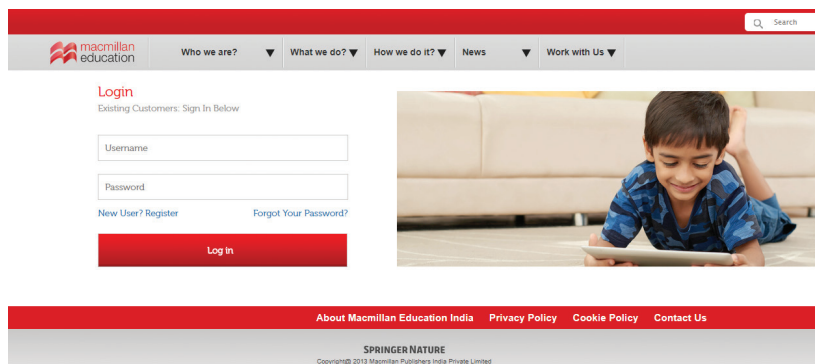 Search
macmillan
education
Who we are? ▼ What we do? ▼ How we do it? ▼ News ▼ Work with Us ▼
Login
Existing Customers: Sign In Below
Username
Password
New User? Register Forgot Your Password?
Log in
About Macmillan Education India Privacy Policy Cookie Policy Contact Us
SPRINGER NATURE
Copyright@ 2013 Macmillan Publishers India Private Limited